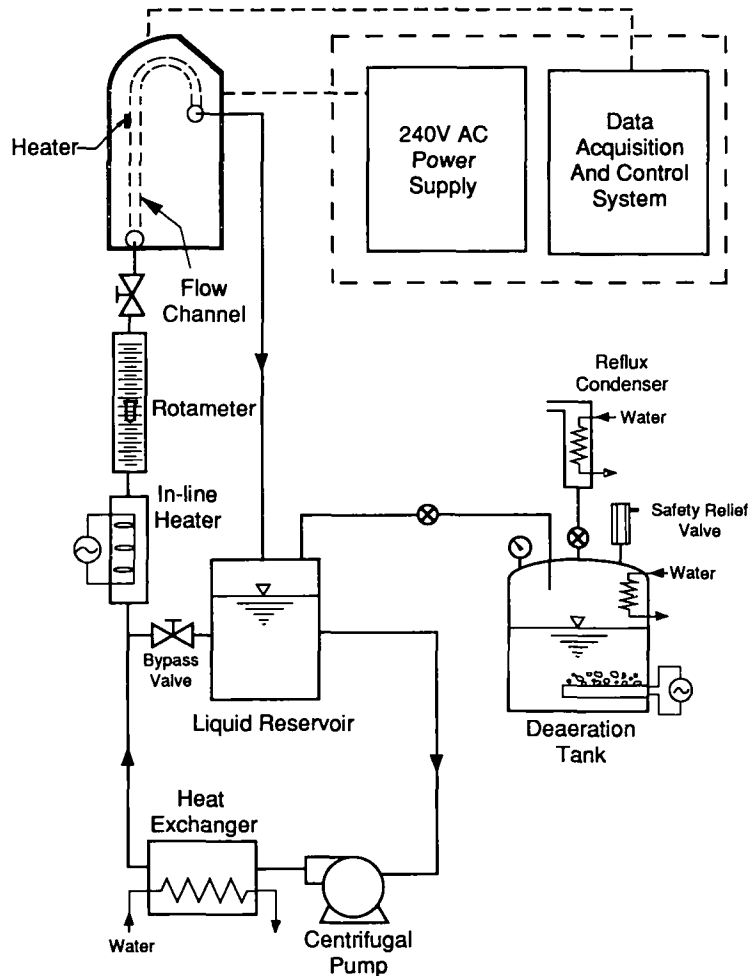 240V AC
Power
Supply
Data
Acquisition
And Control
System
Heater
Flow
Channel
Rotameter
In-line
Heater
Reflux
Condenser
Water
Safety Relief
Valve
Water
Bypass
Valve
Liquid Reservoir
Deaeration
Tank
Heat
Exchanger
Water
Centrifugal
Pump